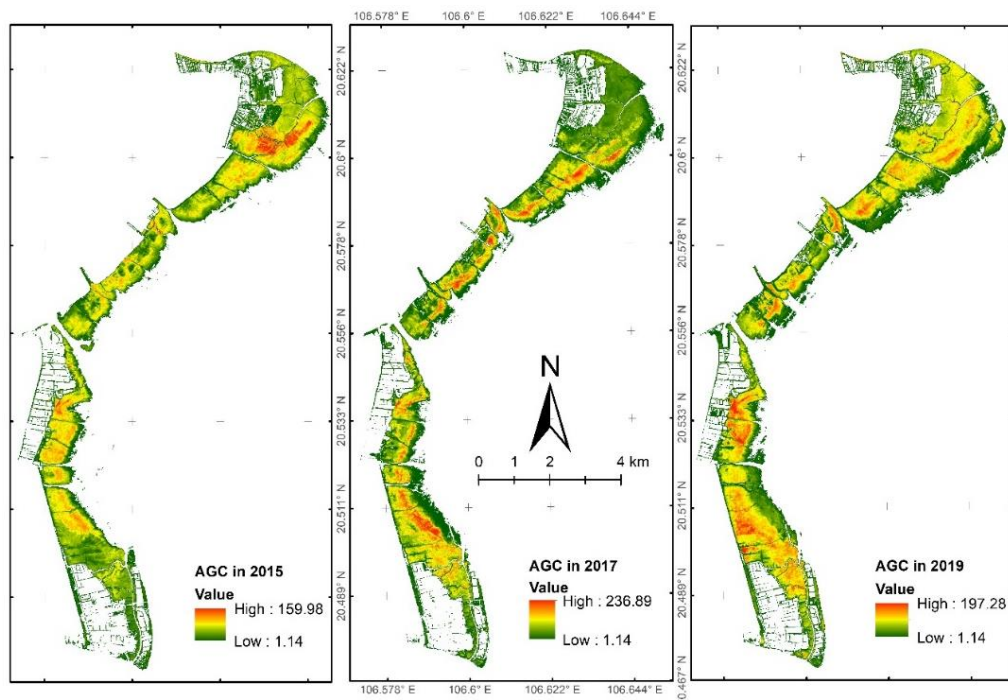 106.578° E 106.6° E 106.622° E 106.644° E
20.622° N
20.6° N
20.578° N
20.556° N
20.533° N
20.511° N
20.489° N
20.622° N
20.6° N
20.578° N
20.556° N
20.533° N
20.511° N
20.489° N
20.467° N
N
0 1 2 4 km
AGC in 2015
Value
High : 159.98
Low : 1.14
AGC in 2017
Value
High : 236.89
Low : 1.14
AGC in 2019
Value
High : 197.28
Low : 1.14
106.578° E 106.6° E 106.622° E 106.644° E